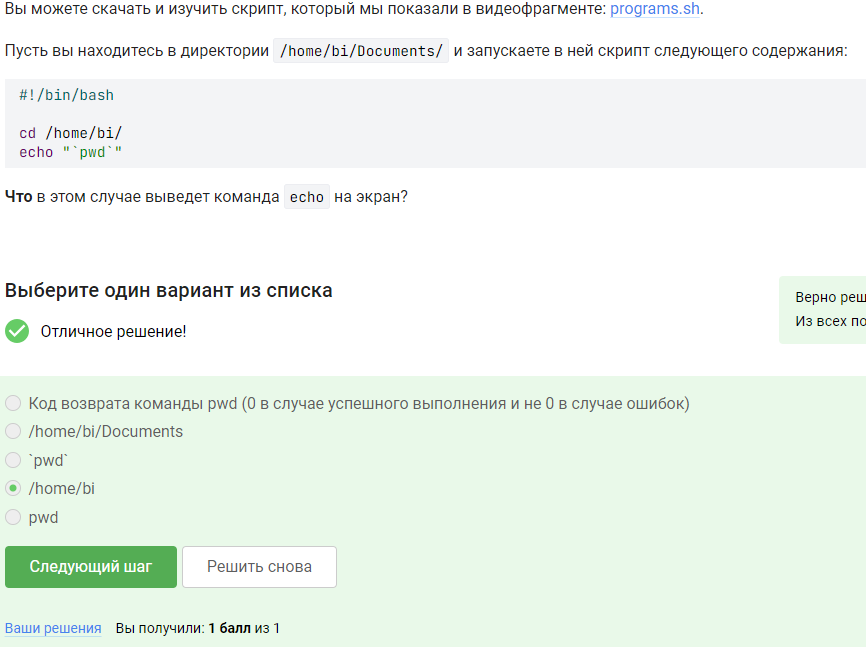 Вы можете скачать и изучить скрипт, который мы показали в видеофрагменте: programs.sh.
Пусть вы находитесь в директории /home/bi/Documents/ и запускаете в ней скрипт следующего содержания:
#!/bin/bash
cd /home/bi/
echo "`pwd`"
Что в этом случае выведет команда echo на экран?
Выберите один вариант из списка
Верно реш
Из всех по
Отличное решение!
Код возврата команды pwd (0 в случае успешного выполнения и не 0 в случае ошибок)
/home/bi/Documents
`pwd`
/home/bi
pwd
Следующий шаг Решить снова
Ваши решения Вы получили: 1 балл из 1